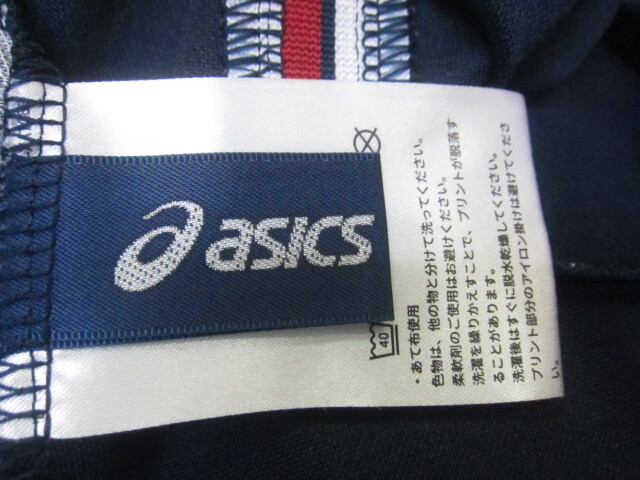 asics
40
・あて布使用
色物は、他の物と分けて洗ってください。
柔軟剤のご使用はお避けください。
洗濯を繰りかえすことで、プリントが脱落す
ることがあります。
洗濯後はすぐに脱水乾燥してください。
プリント部分のアイロン掛けは避けてくださ
い。